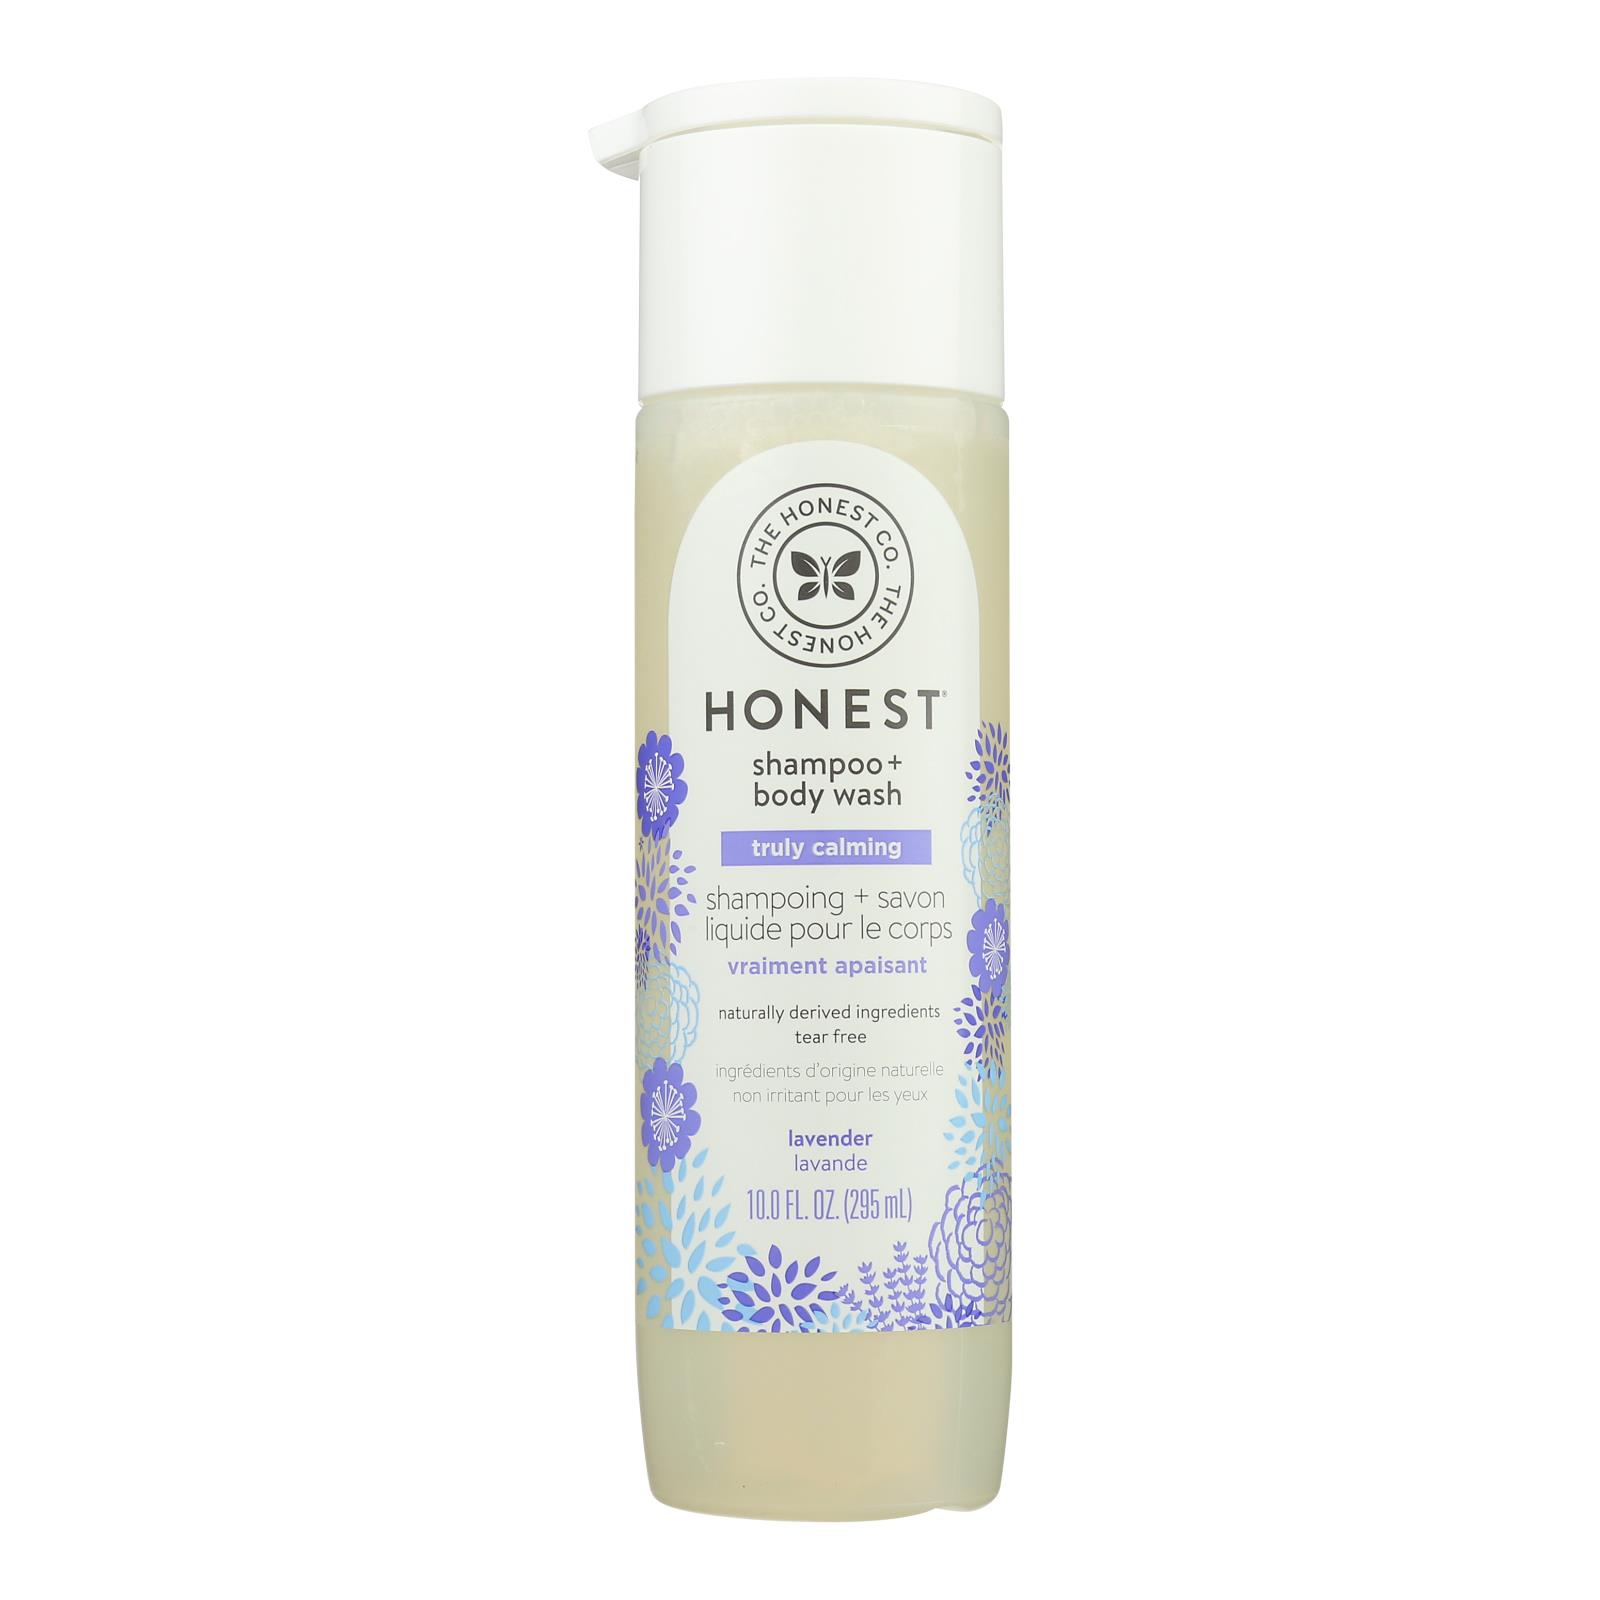 THE HONEST CO. THE HONEST CO.
HONEST®
shampoo+
body wash
truly calming
shampoing + savon
liquide pour le corps
vraiment apaisant
naturally derived ingredients
tear free
ingrédients d'origine naturelle
non irritant pour les yeux
lavender
lavande
10.0 FL. OZ. (295 mL)